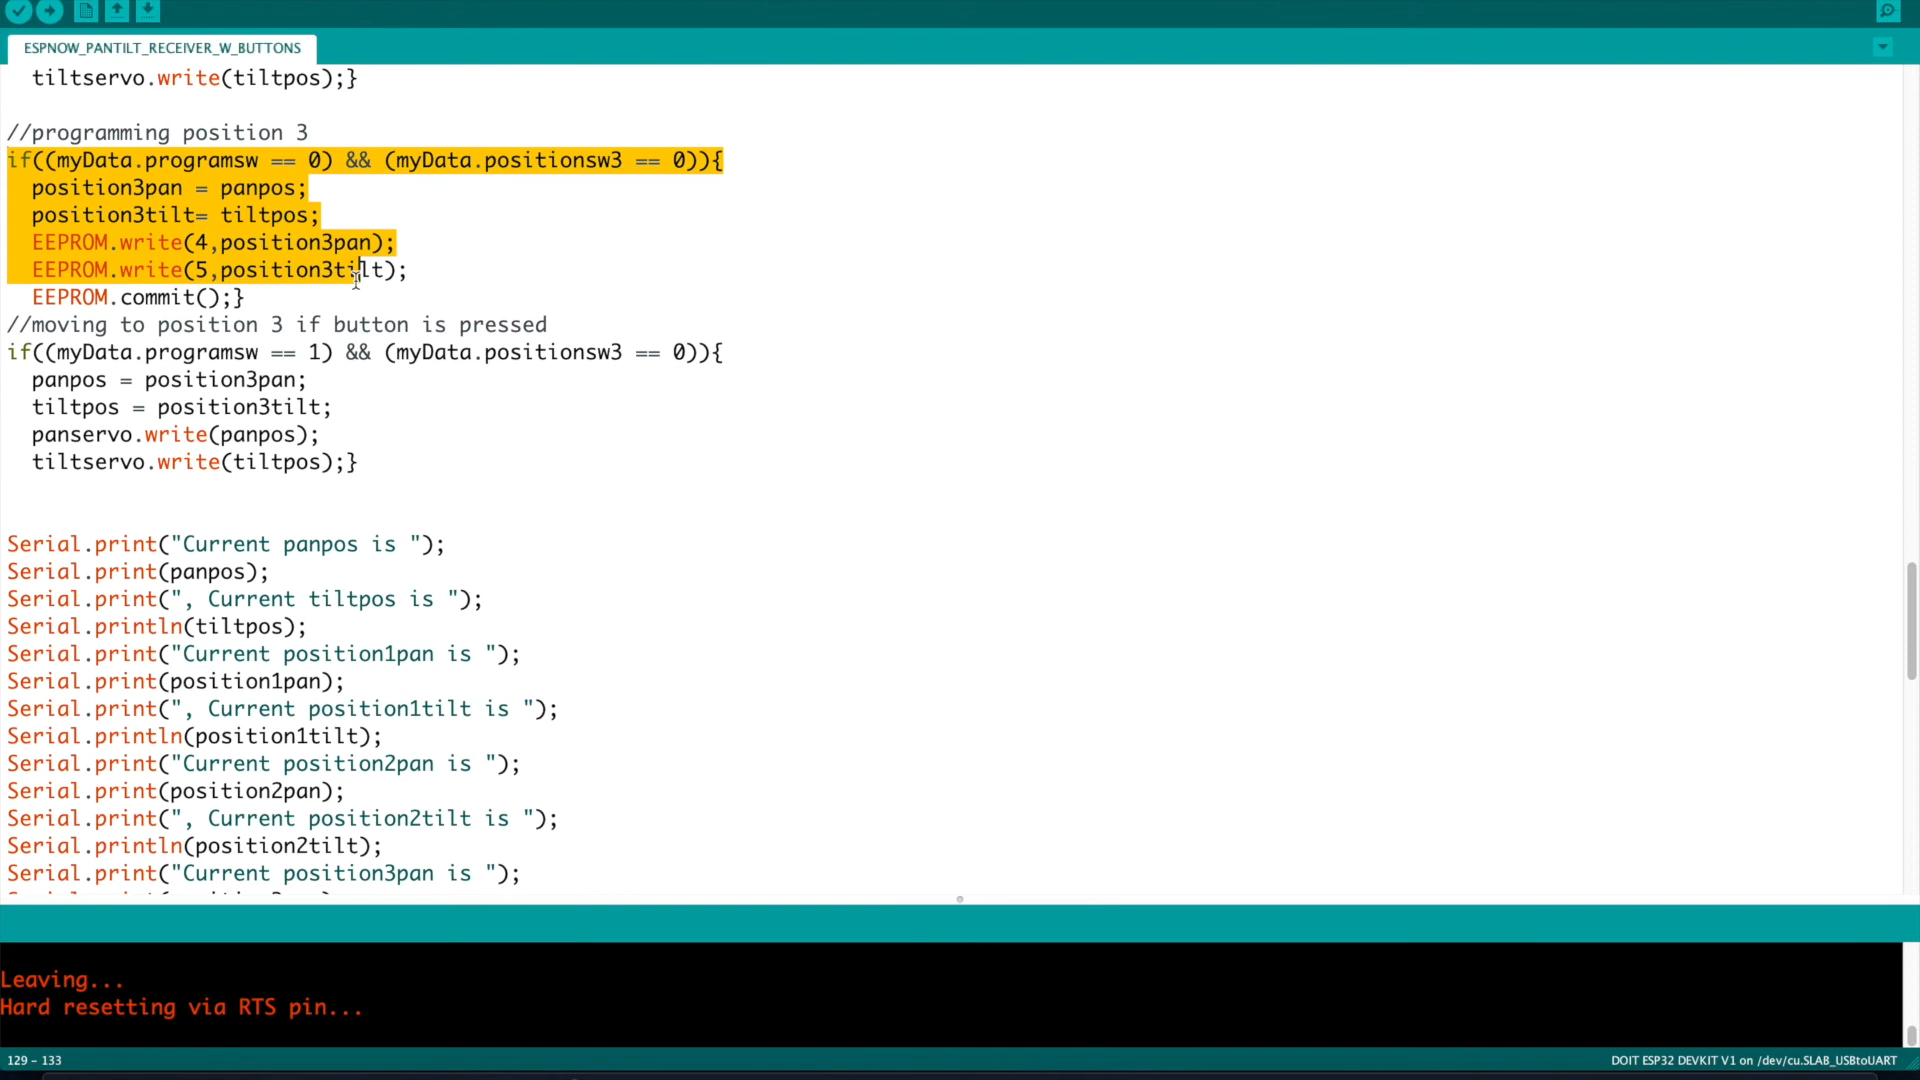 ESPNOW_PANTILT_RECEIVER_W_BUTTONS
tiltservo.write(tiltpos);}
//programming position 3
if((myData.programsw == 0) && (myData.positionsw3 == 0)){
position3pan = panpos;
position3tilt= tiltpos;
EEPROM.write(4,position3pan);
EEPROM.write(5,position3tilt);
EEPROM.commit();}
//moving to position 3 if button is pressed
if((myData.programsw == 1) && (myData.positionsw3 == 0)){
panpos = position3pan;
tiltpos = position3tilt;
panservo.write(panpos);
tiltservo.write(tiltpos);}
Serial.print("Current panpos is ");
Serial.print(panpos);
Serial.print(", Current tiltpos is ");
Serial.println(tiltpos);
Serial.print("Current position1pan is ");
Serial.print(position1pan);
Serial.print(", Current position1tilt is ");
Serial.println(position1tilt);
Serial.print("Current position2pan is ");
Serial.print(position2pan);
Serial.print(", Current position2tilt is ");
Serial.println(position2tilt);
Serial.print("Current position3pan is ");
Leaving...
Hard resetting via RTS pin...
129 - 133
DOIT ESP32 DEVKIT V1 on /dev/cu.SLAB_USBtoUART